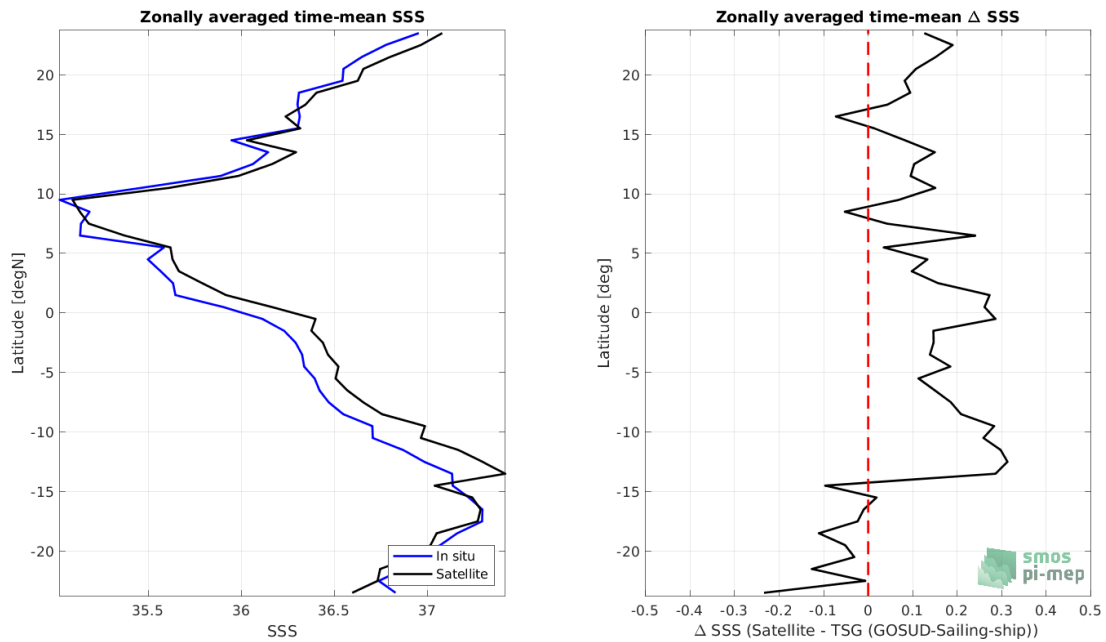 Zonally averaged time-mean SSS
20
15
10
5
0
-5
-10
-15
-20
Latitude [degN]
35.5 36 36.5 37
SSS
In situ
Satellite
Zonally averaged time-mean Δ SSS
20
15
10
5
0
-5
-10
-15
-20
Latitude [deg]
-0.5 -0.4 -0.3 -0.2 -0.1 0 0.1 0.2 0.3 0.4 0.5
Δ SSS (Satellite - TSG (GOSUD-Sailing-ship))
smos
pi-mep